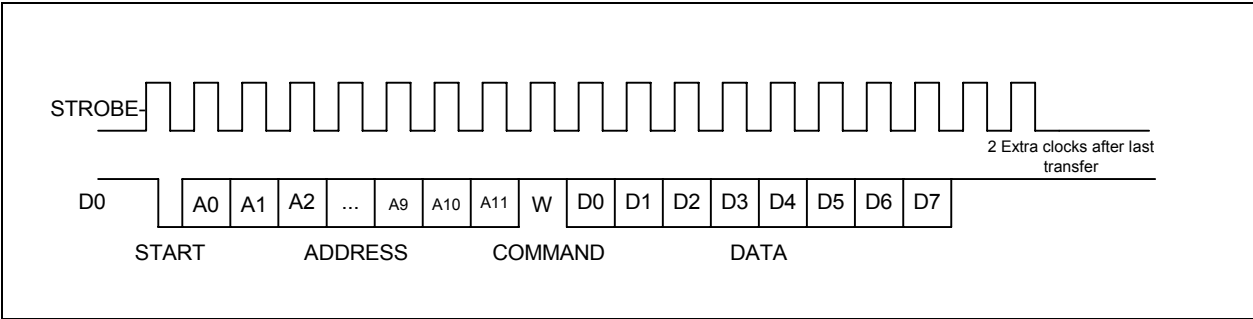 STROBE-
2 Extra clocks after last
transfer
D0 A0 A1 A2 ... A9 A10 A11 W D0 D1 D2 D3 D4 D5 D6 D7
START ADDRESS COMMAND DATA